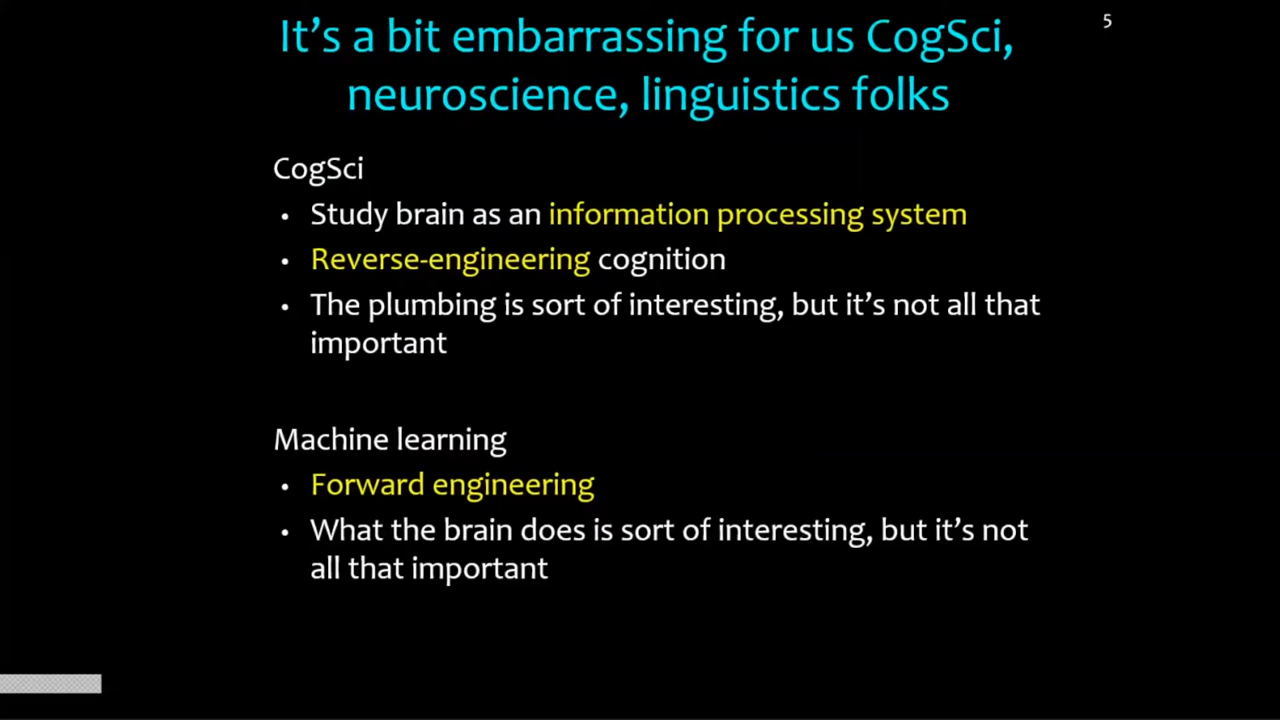 5
It's a bit embarrassing for us CogSci,
neuroscience, linguistics folks
CogSci
• Study brain as an information processing system
• Reverse-engineering cognition
• The plumbing is sort of interesting, but it's not all that
important
Machine learning
• Forward engineering
• What the brain does is sort of interesting, but it's not
all that important